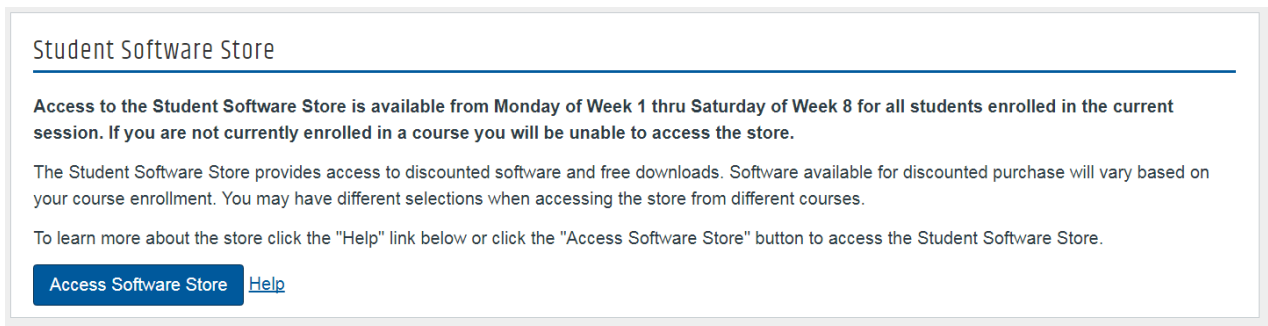 Student Software Store
Access to the Student Software Store is available from Monday of Week 1 thru Saturday of Week 8 for all students enrolled in the current
session. If you are not currently enrolled in a course you will be unable to access the store.
The Student Software Store provides access to discounted software and free downloads. Software available for discounted purchase will vary based on
your course enrollment. You may have different selections when accessing the store from different courses.
To learn more about the store click the "Help" link below or click the "Access Software Store" button to access the Student Software Store.
Access Software Store Help